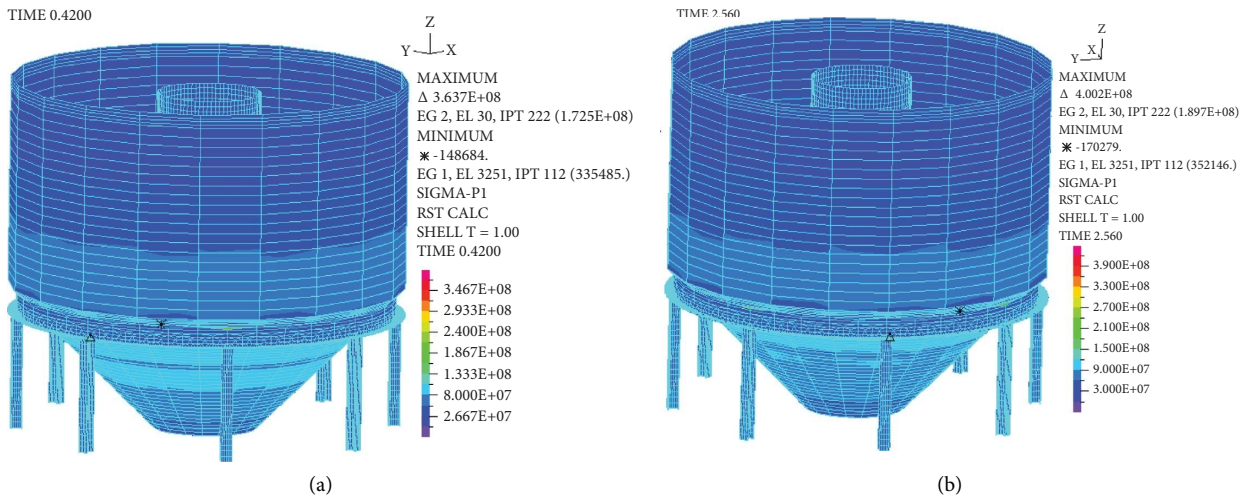 TIME 0.4200
Z
Y X
MAXIMUM
Δ 3.637E+08
EG 2, EL 30, IPT 222 (1.725E+08)
MINIMUM
* -148684.
EG 1, EL 3251, IPT 112 (335485.)
SIGMA-P1
RST CALC
SHELL T = 1.00
TIME 0.4200
3.467E+08
2.933E+08
2.400E+08
1.867E+08
1.333E+08
8.000E+07
2.667E+07
(a)
TIME 2.560
Z
X
Y
MAXIMUM
Δ 4.002E+08
EG 2, EL 30, IPT 222 (1.897E+08)
MINIMUM
* -170279.
EG 1, EL 3251, IPT 112 (352146.)
SIGMA-P1
RST CALC
SHELL T = 1.00
TIME 2.560
3.900E+08
3.300E+08
2.700E+08
2.100E+08
1.500E+08
9.000E+07
3.000E+07
(b)